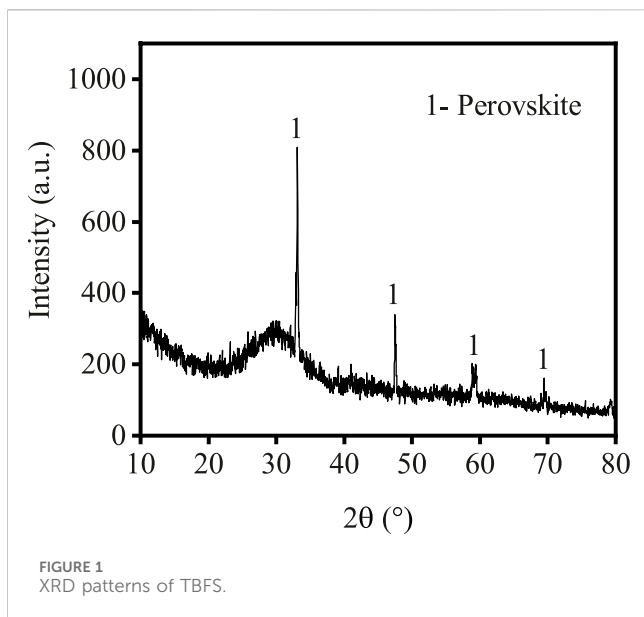 1000
800
600
400
200
0
Intensity (a.u.)
1- Perovskite
1
1
1
1
10 20 30 40 50 60 70 80
2θ (°)
FIGURE 1
XRD patterns of TBFS.